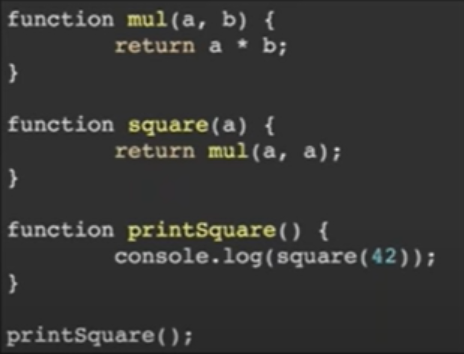 function mul(a, b) {
        return a * b;
}
function square(a) {
        return mul(a, a);
}
function printSquare() {
        console.log(square(42));
}
printSquare();